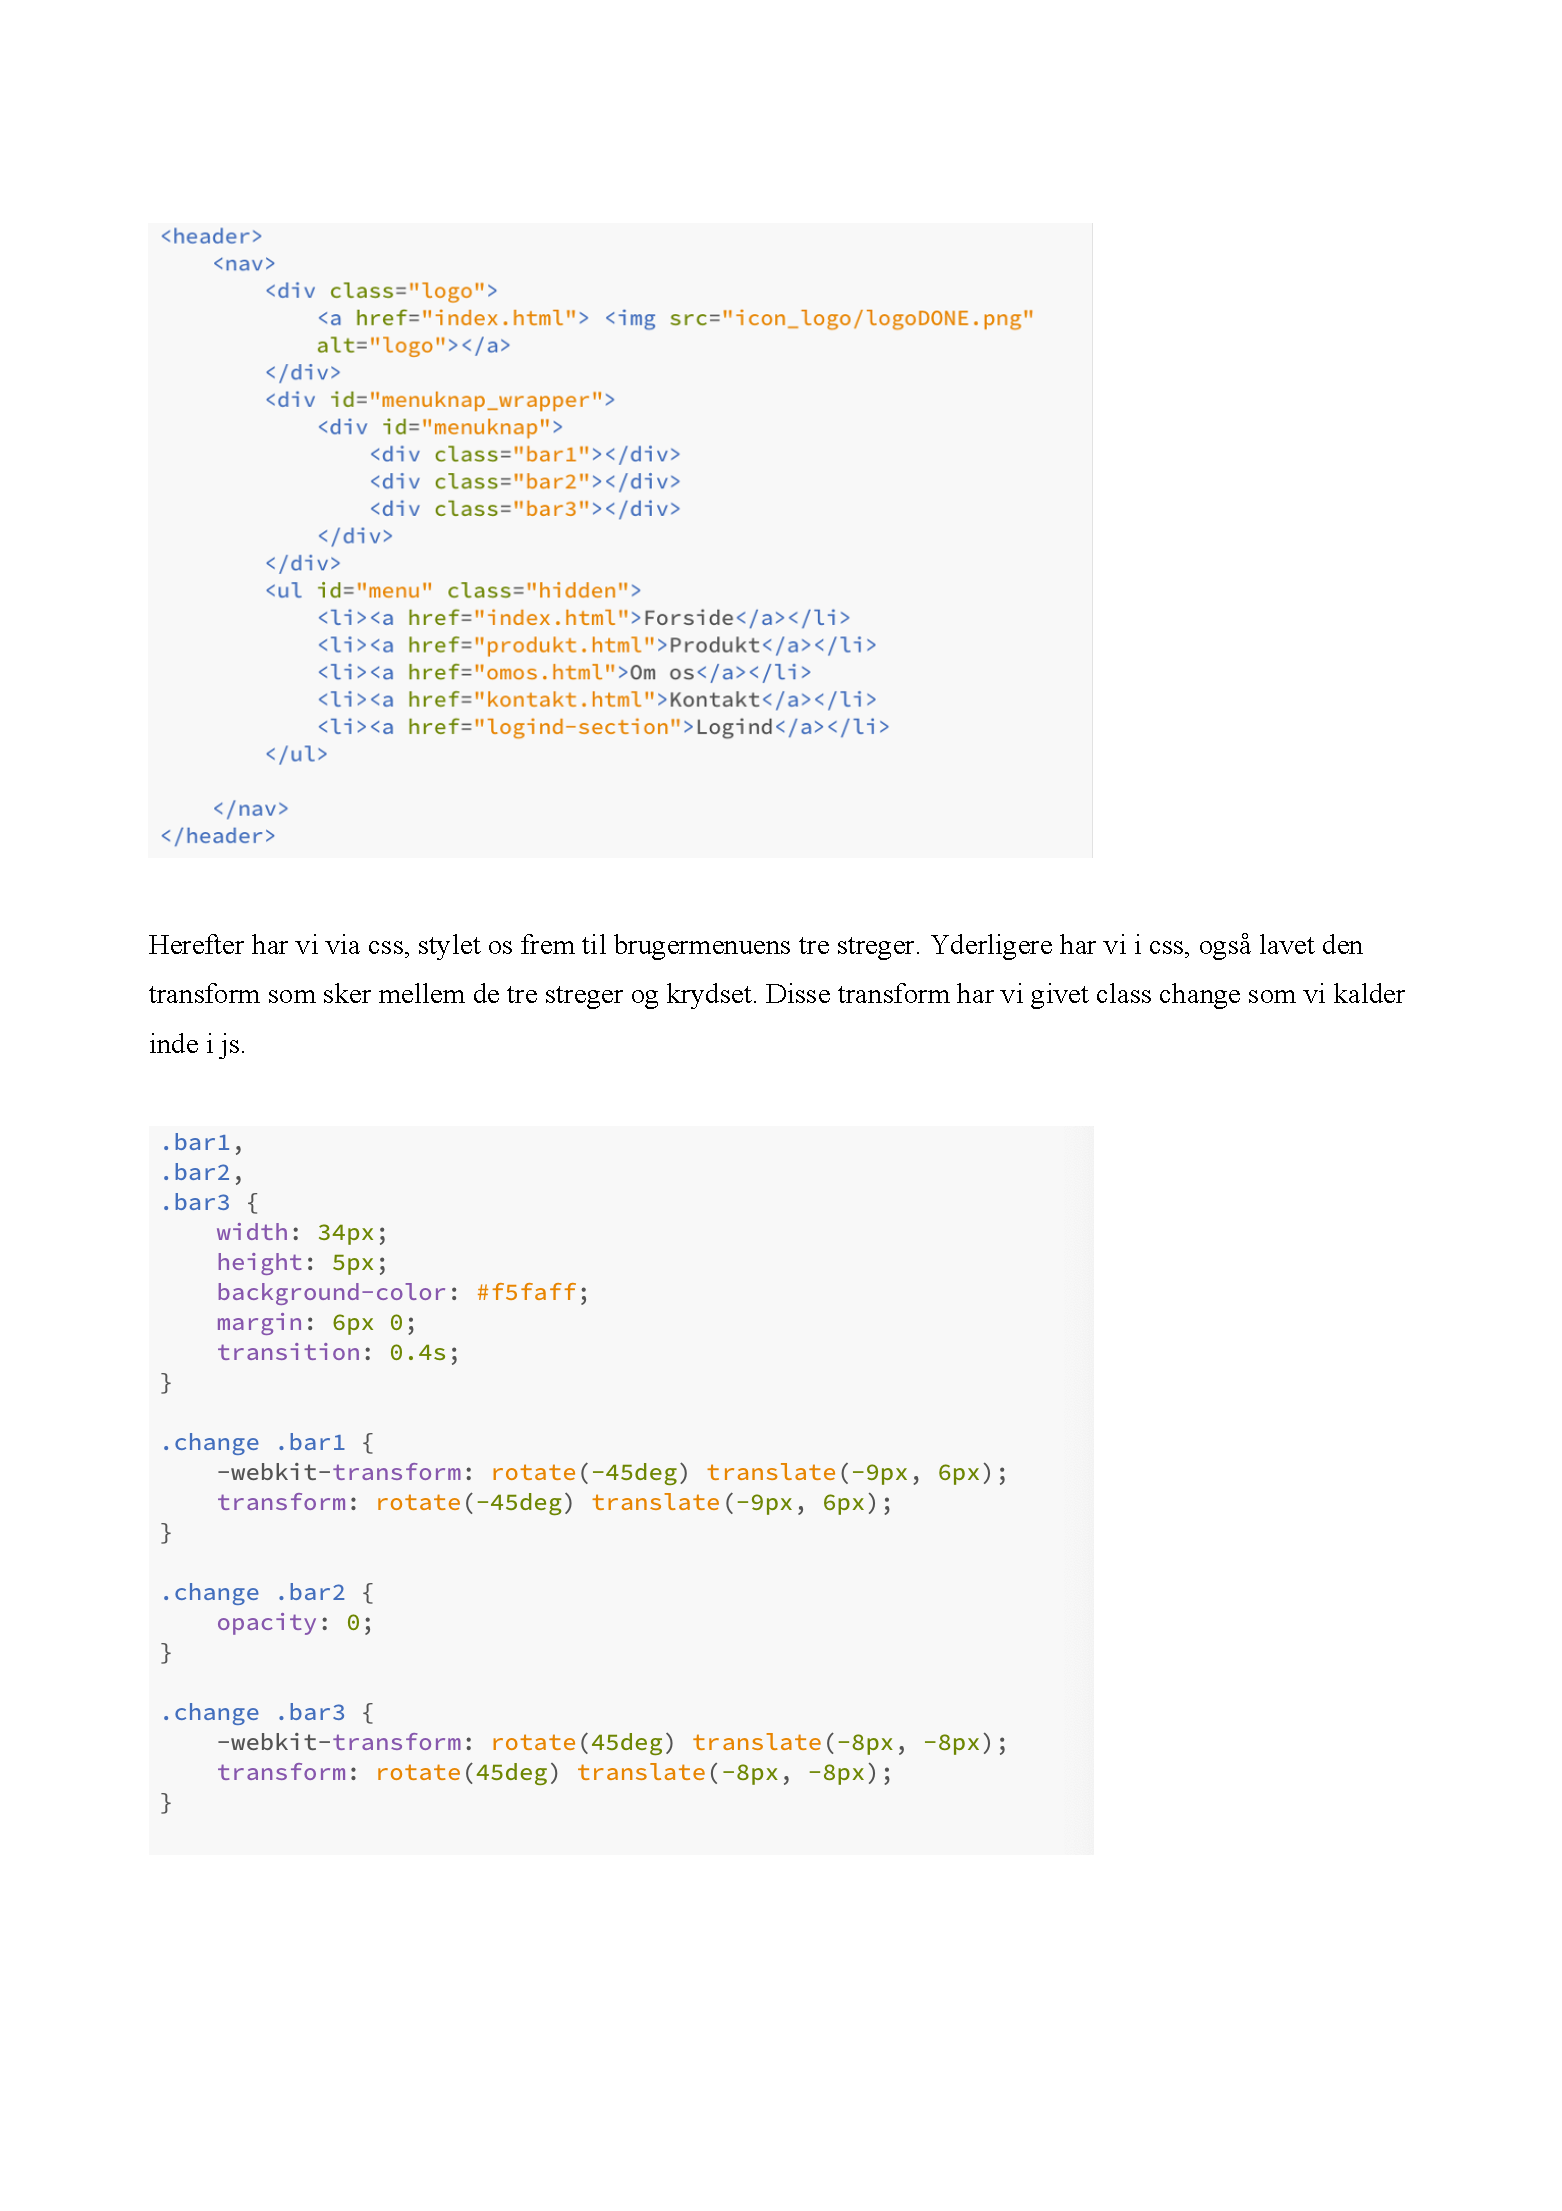 <header>
    <nav>
        <div class="logo">
            <a href="index.html"> <img src="icon_logo/logoDONE.png"
            alt="logo"></a>
        </div>
        <div id="menuknap_wrapper">
            <div id="menuknap">
                <div class="bar1"></div>
                <div class="bar2"></div>
                <div class="bar3"></div>
            </div>
        </div>
        <ul id="menu" class="hidden">
            <li><a href="index.html">Forside</a></li>
            <li><a href="produkt.html">Produkt</a></li>
            <li><a href="omos.html">Om os</a></li>
            <li><a href="kontakt.html">Kontakt</a></li>
            <li><a href="logind-section">Logind</a></li>
        </ul>

    </nav>
</header>
Herefter har vi via css, stylet os frem til brugermenuens tre streger. Yderligere har vi i css, også lavet den
transform som sker mellem de tre streger og krydset. Disse transform har vi givet class change som vi kalder
inde i js.
.bar1,
.bar2,
.bar3 {
    width: 34px;
    height: 5px;
    background-color: #f5faff;
    margin: 6px 0;
    transition: 0.4s;
}

.change .bar1 {
    -webkit-transform: rotate(-45deg) translate(-9px, 6px);
    transform: rotate(-45deg) translate(-9px, 6px);
}

.change .bar2 {
    opacity: 0;
}

.change .bar3 {
    -webkit-transform: rotate(45deg) translate(-8px, -8px);
    transform: rotate(45deg) translate(-8px, -8px);
}